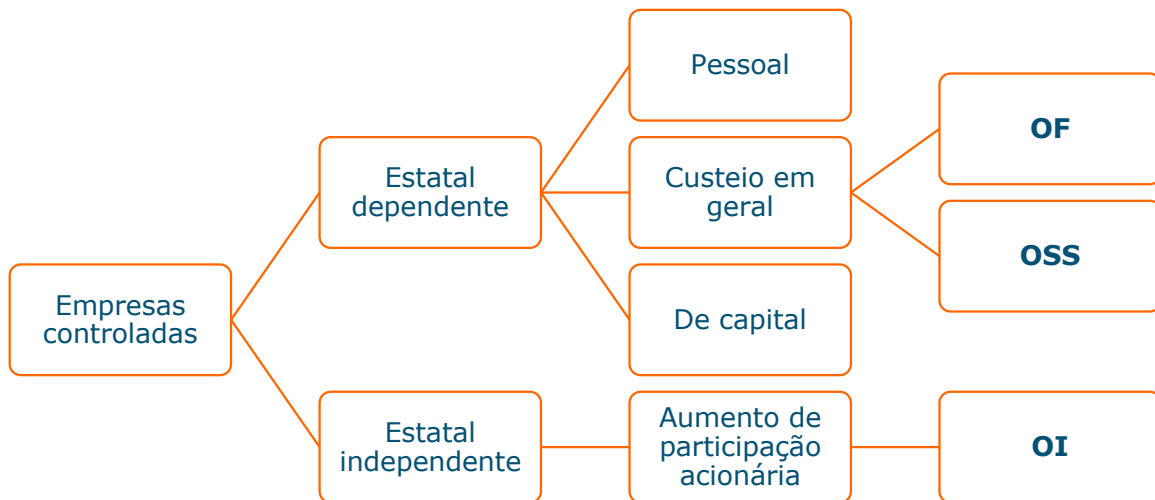 Empresas
controladas
Estatal
dependente
Pessoal
Custeio em
geral
OF
OSS
De capital
Estatal
independente
Aumento de
participação
acionária
OI